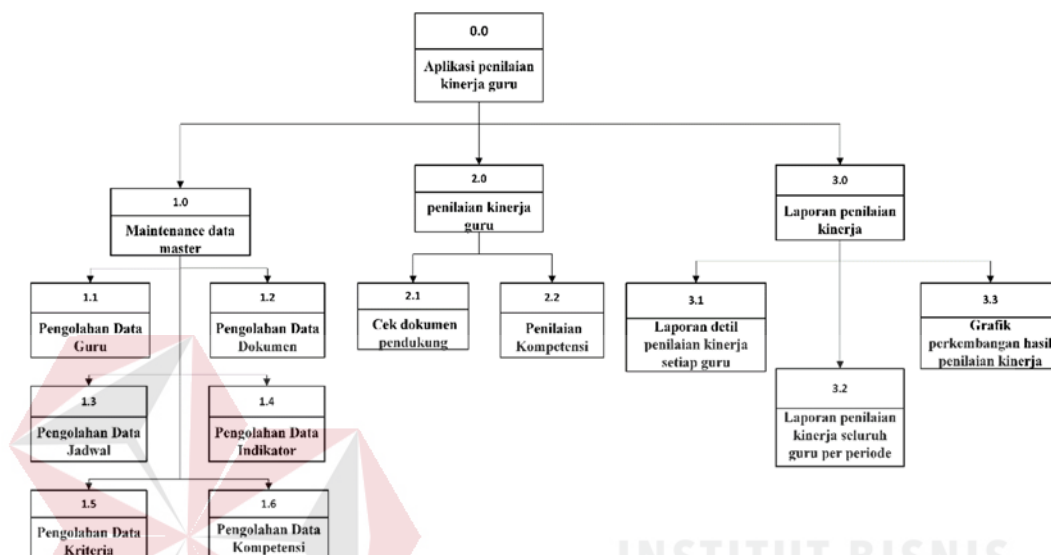 0.0
Aplikasi penilaian
kinerja guru
1.0
Maintenance data
master
2.0
penilaian kinerja
guru
3.0
Laporan penilaian
kinerja
1.1
Pengolahan Data
Guru
1.2
Pengolahan Data
Dokumen
2.1
Cek dokumen
pendukung
2.2
Penilaian
Kompetensi
3.1
Laporan detil
penilaian kinerja
setiap guru
3.3
Grafik
perkembangan hasil
penilaian kinerja
3.2
Laporan penilaian
kinerja seluruh
guru per periode
1.3
Pengolahan Data
Jadwal
1.4
Pengolahan Data
Indikator
1.5
Pengolahan Data
Kriteria
1.6
Pengolahan Data
Kompetensi
INSTITUT BISNIS